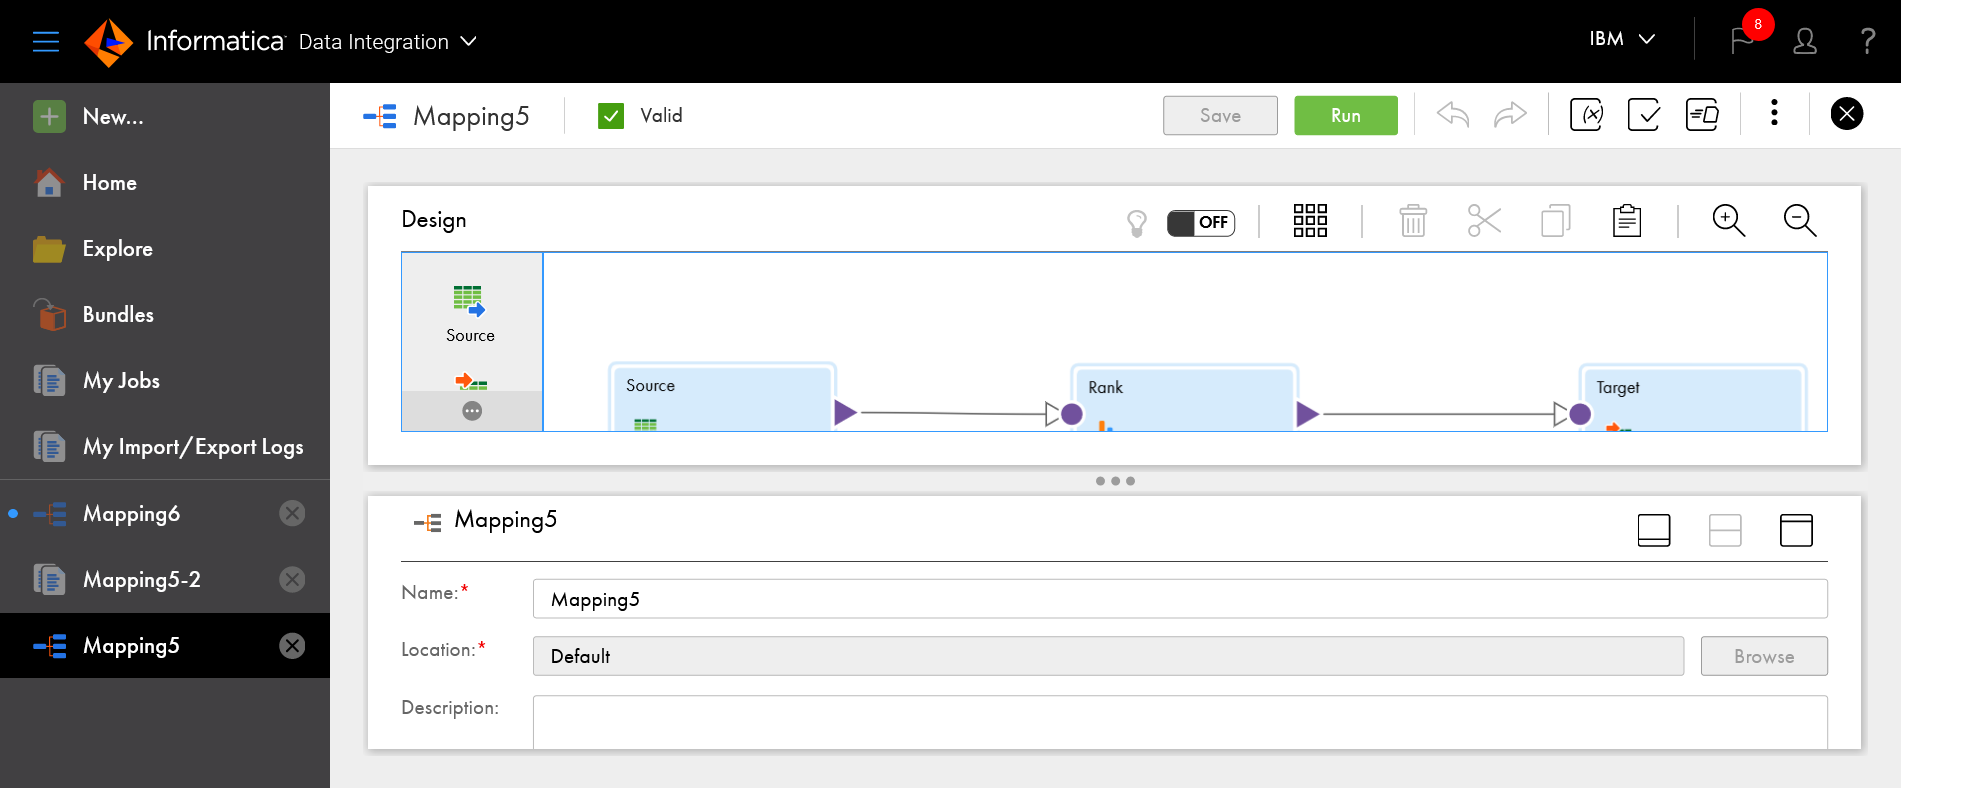 Informatica Data Integration
IBM
8
?
New...
Home
Explore
Bundles
My Jobs
My Import/Export Logs
Mapping6
Mapping5-2
Mapping5
Mapping5
Valid
Save
Run
(x)
Design
OFF
Source
Source
Rank
Target
Mapping5
Name:*
Mapping5
Location:*
Default
Browse
Description: